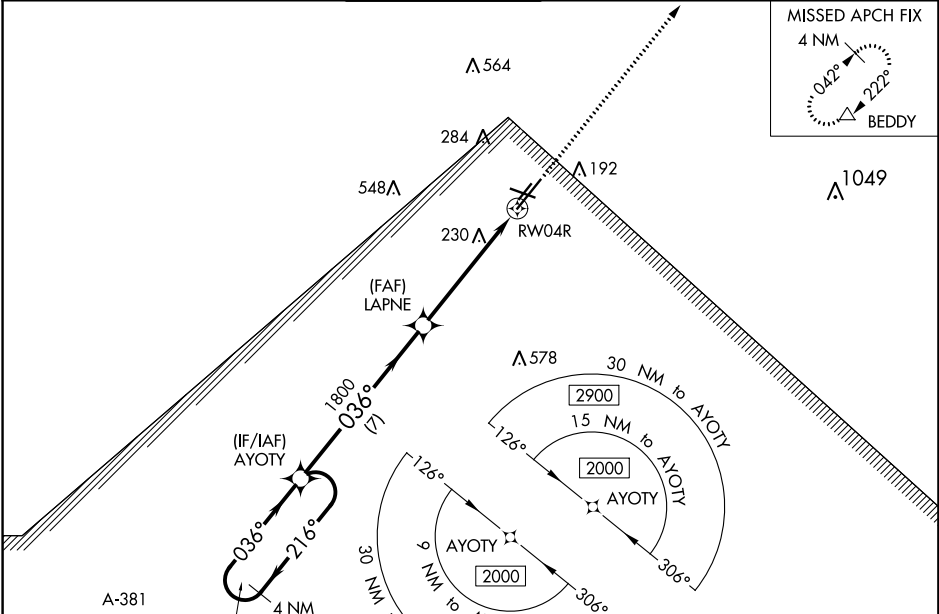 MISSED APCH FIX
4 NM
042°
222°
BEDDY
564
284
192
548
1049
230
RW04R
(FAF)
LAPNE
578
1800
036°
(7)
30 NM to AYOTY
2900
15 NM to AYOTY
126°
2000
AYOTY
306°
(IF/IAF)
AYOTY
126°
036°
216°
AYOTY
30 NM
9 NM to
2000
306°
A-381
4 NM